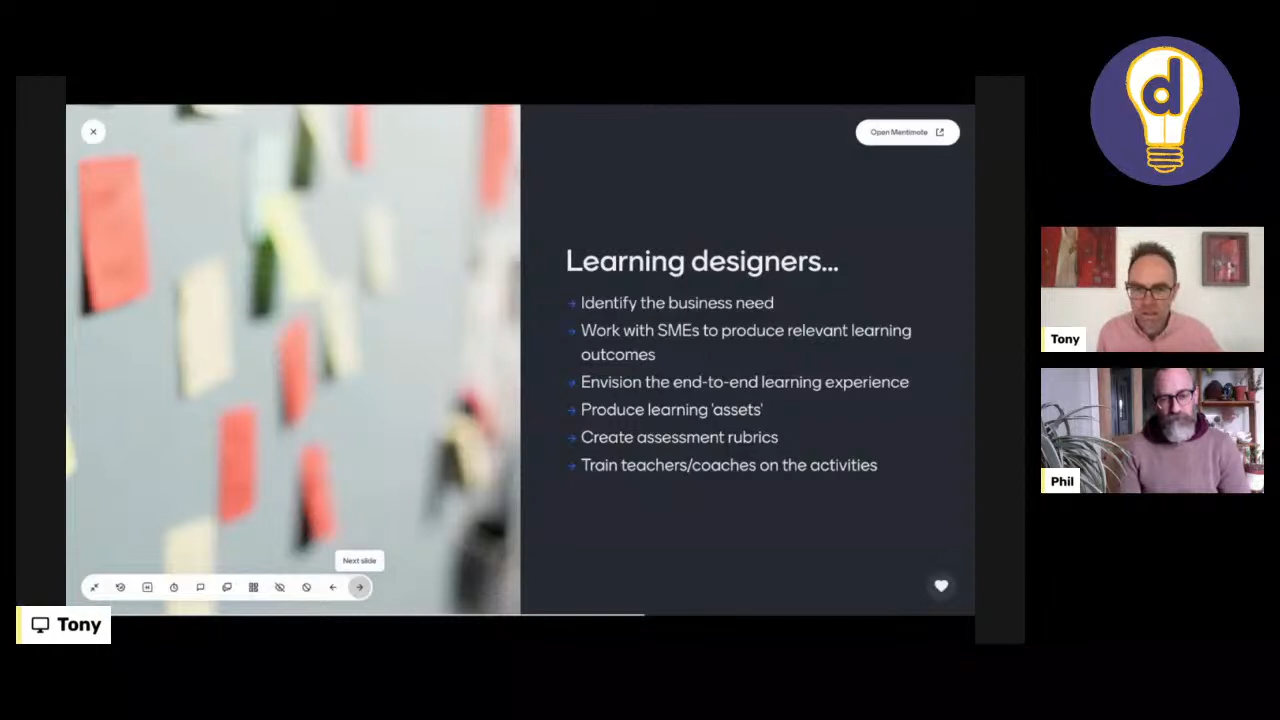 Open Mentimote
Learning designers...
→ Identify the business need
→ Work with SMEs to produce relevant learning
outcomes
→ Envision the end-to-end learning experience
→ Produce learning 'assets'
→ Create assessment rubrics
→ Train teachers/coaches on the activities
Next slide
Tony
d
Tony
Phil